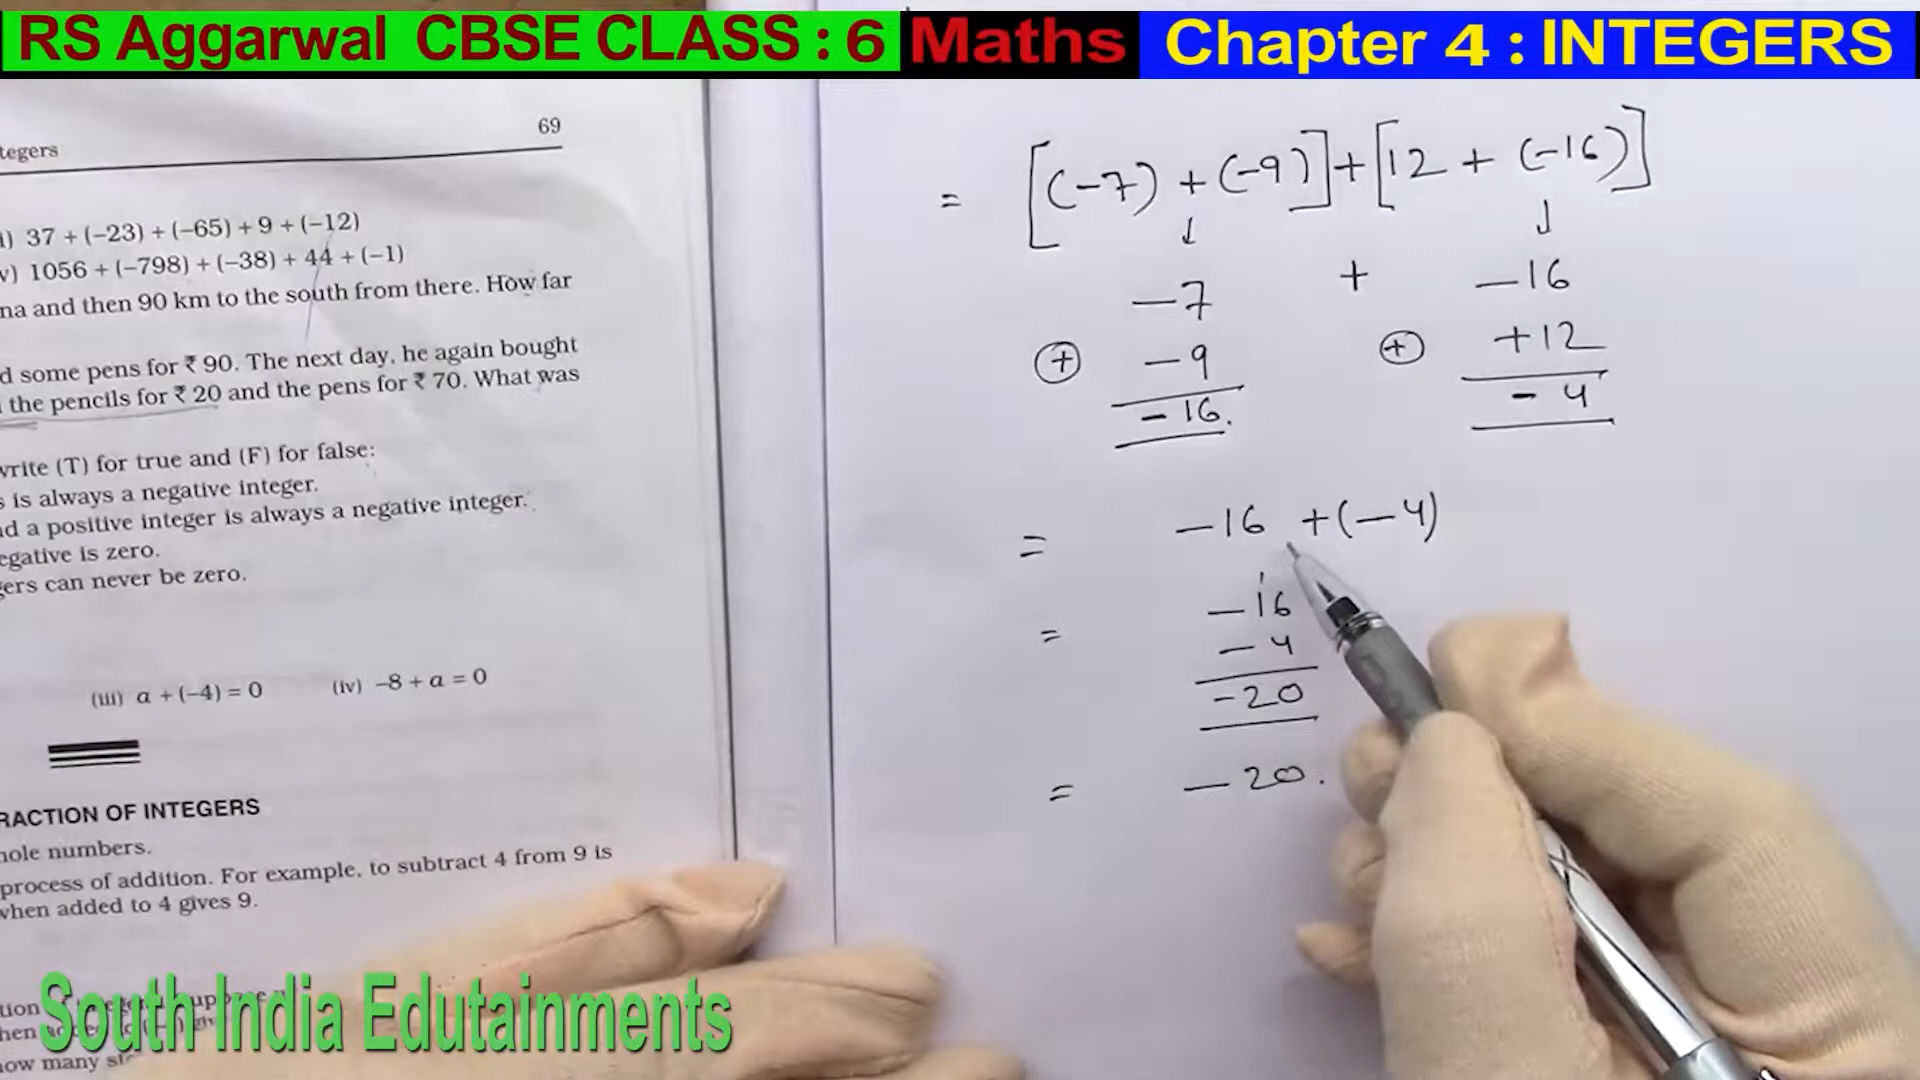 RS Aggarwal CBSE CLASS : 6 Maths Chapter 4 : INTEGERS
tegers 69
37 + (−23) + (−65) + 9 + (−12)
v) 1056 + (−798) + (−38) + 44 + (−1)
na and then 90 km to the south from there. How far
d some pens for ₹ 90. The next day, he again bought
the pencils for ₹ 20 and the pens for ₹ 70. What was
write (T) for true and (F) for false:
s is always a negative integer.
nd a positive integer is always a negative integer.
egative is zero.
gers can never be zero.
(iii) a + (−4) = 0 (iv) −8 + a = 0
RACTION OF INTEGERS
hole numbers.
process of addition. For example, to subtract 4 from 9 is
when added to 4 gives 9.
tion
how many
= [(−7) + (−9)] + [12 + (−16)]
↓ ↓
−7 + −16
⊕ −9 ⊕ +12
−16. −4
= −16 + (−4)
= −16
−4
−20
= −20.
South India Edutainments